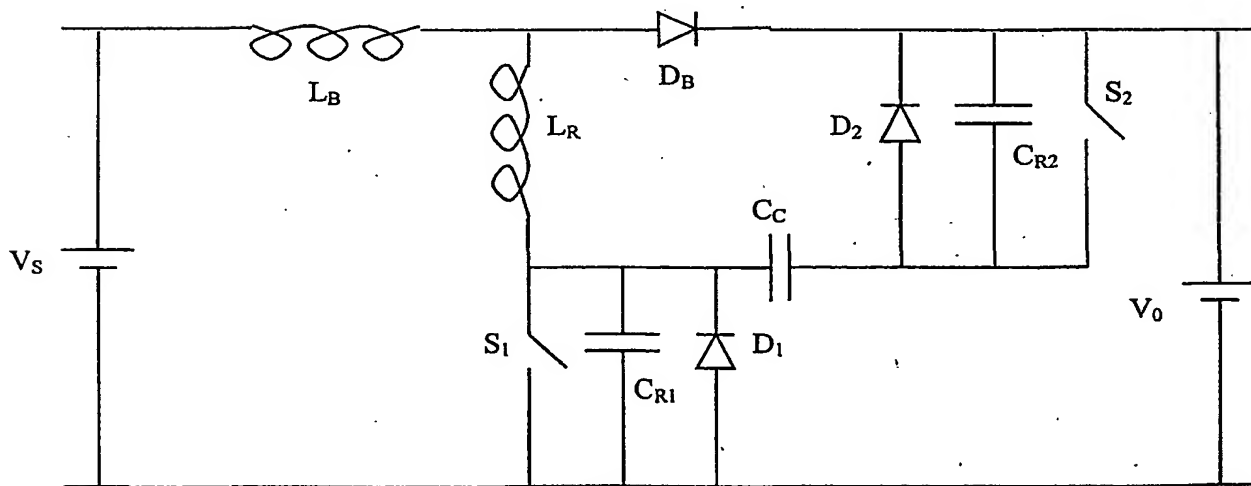 L_B
D_B
L_R
D_2
C_R2
S_2
C_C
V_S
V_0
S_1
C_R1
D_1